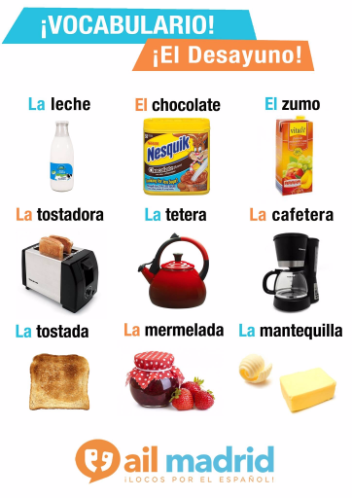 ¡VOCABULARIO!
¡El Desayuno!
La leche
El chocolate
El zumo
Nesquik
La tostadora
La tetera
La cafetera
La tostada
La mermelada
La mantequilla
ail madrid
¡LOCOS POR EL ESPAÑOL!